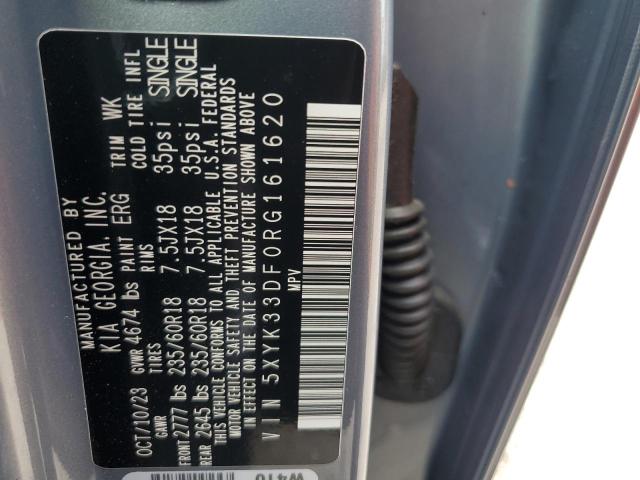 MANUFACTURED BY
KIA GEORGIA, INC.
OCT/10/23 GVWR 4674 lbs PAINT ERG TRIM WK
GAWR TIRES RIMS COLD TIRE INFL
FRONT 2777 lbs 235/60R18 7.5JX18 35psi SINGLE
REAR 2645 lbs 235/60R18 7.5JX18 35psi SINGLE
THIS VEHICLE CONFORMS TO ALL APPLICABLE U.S.A. FEDERAL
MOTOR VEHICLE SAFETY AND THEFT PREVENTION STANDARDS
IN EFFECT ON THE DATE OF MANUFACTURE SHOWN ABOVE
VIN 5XYK33DF0RG161620
MPV